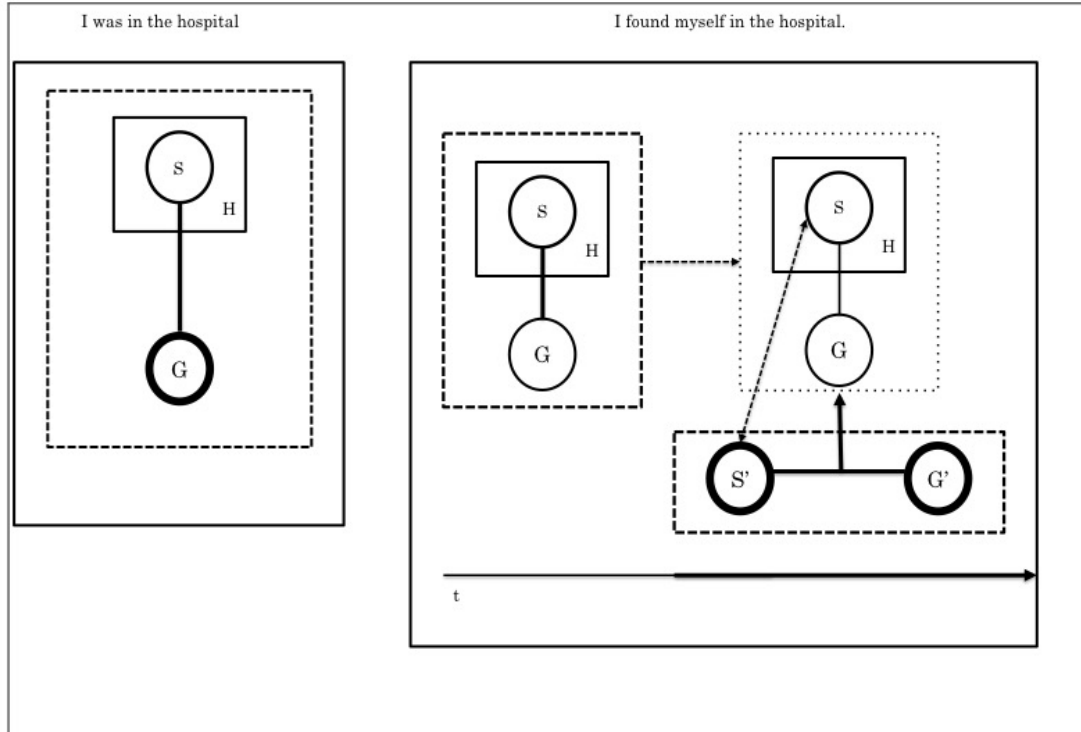 I was in the hospital
S
H
G
I found myself in the hospital.
S
H
G
S
H
G
S’
G’
t